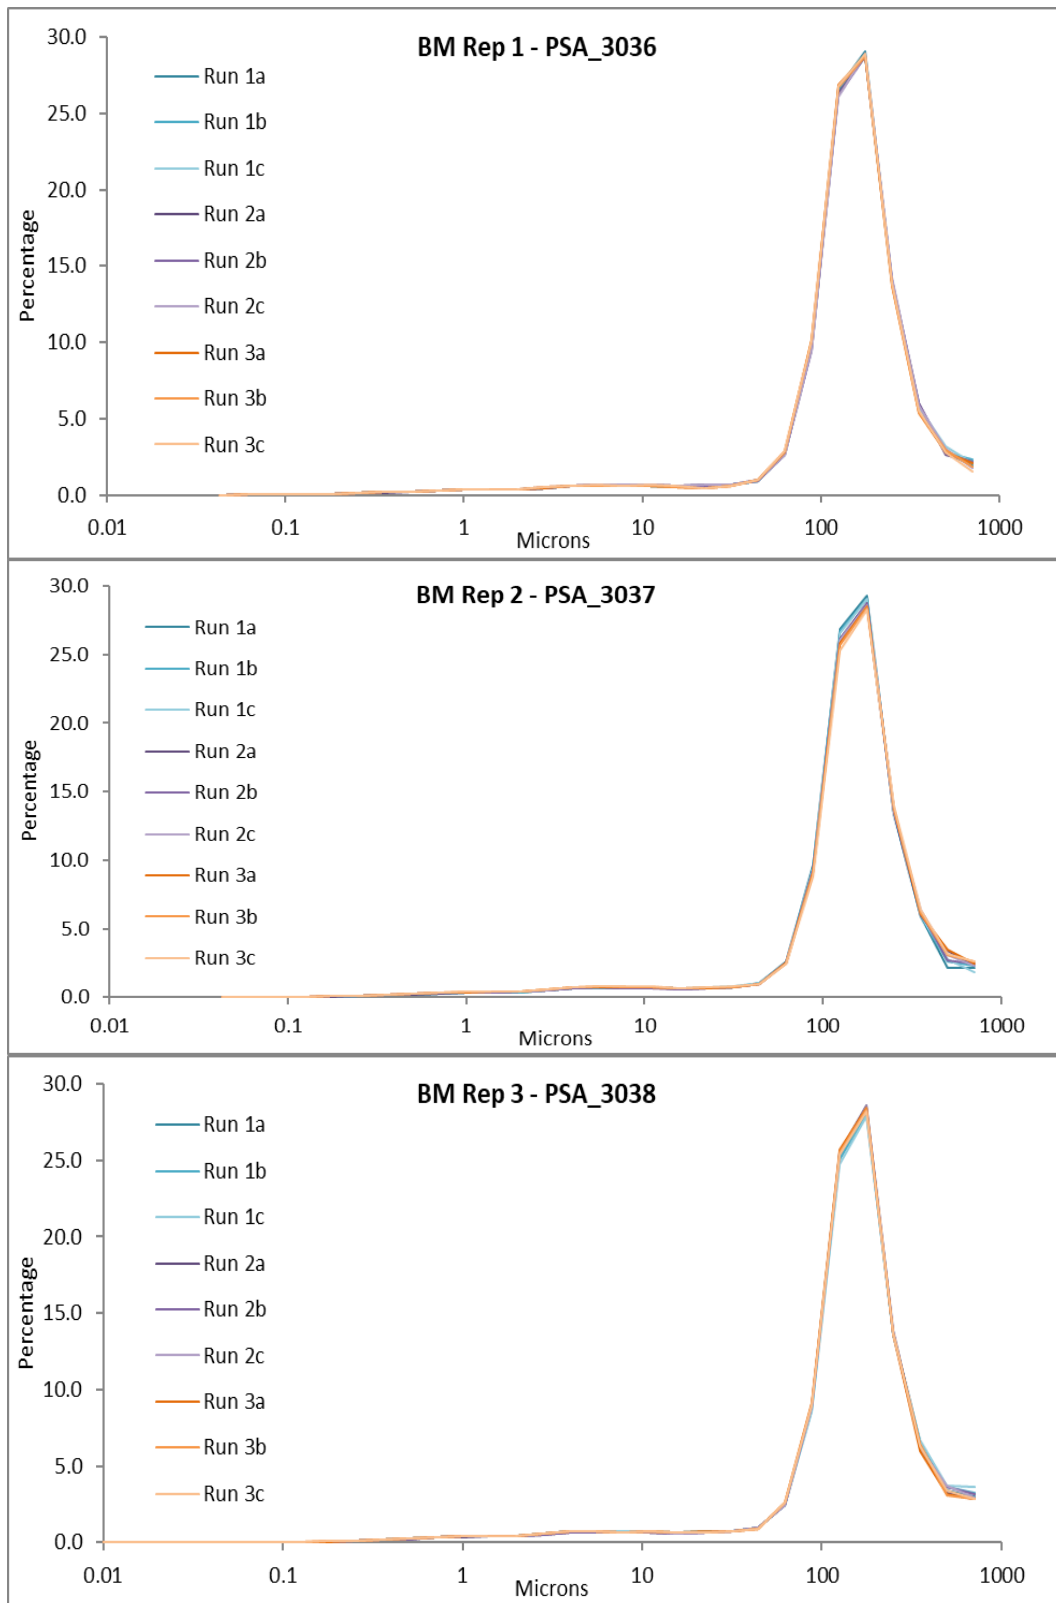 BM Rep 1 - PSA_3036
30.0
25.0
20.0
15.0
10.0
5.0
0.0
Percentage
Run 1a
Run 1b
Run 1c
Run 2a
Run 2b
Run 2c
Run 3a
Run 3b
Run 3c
0.01 0.1 1 10 100 1000
Microns
BM Rep 2 - PSA_3037
30.0
25.0
20.0
15.0
10.0
5.0
0.0
Percentage
Run 1a
Run 1b
Run 1c
Run 2a
Run 2b
Run 2c
Run 3a
Run 3b
Run 3c
0.01 0.1 1 10 100 1000
Microns
BM Rep 3 - PSA_3038
30.0
25.0
20.0
15.0
10.0
5.0
0.0
Percentage
Run 1a
Run 1b
Run 1c
Run 2a
Run 2b
Run 2c
Run 3a
Run 3b
Run 3c
0.01 0.1 1 10 100 1000
Microns